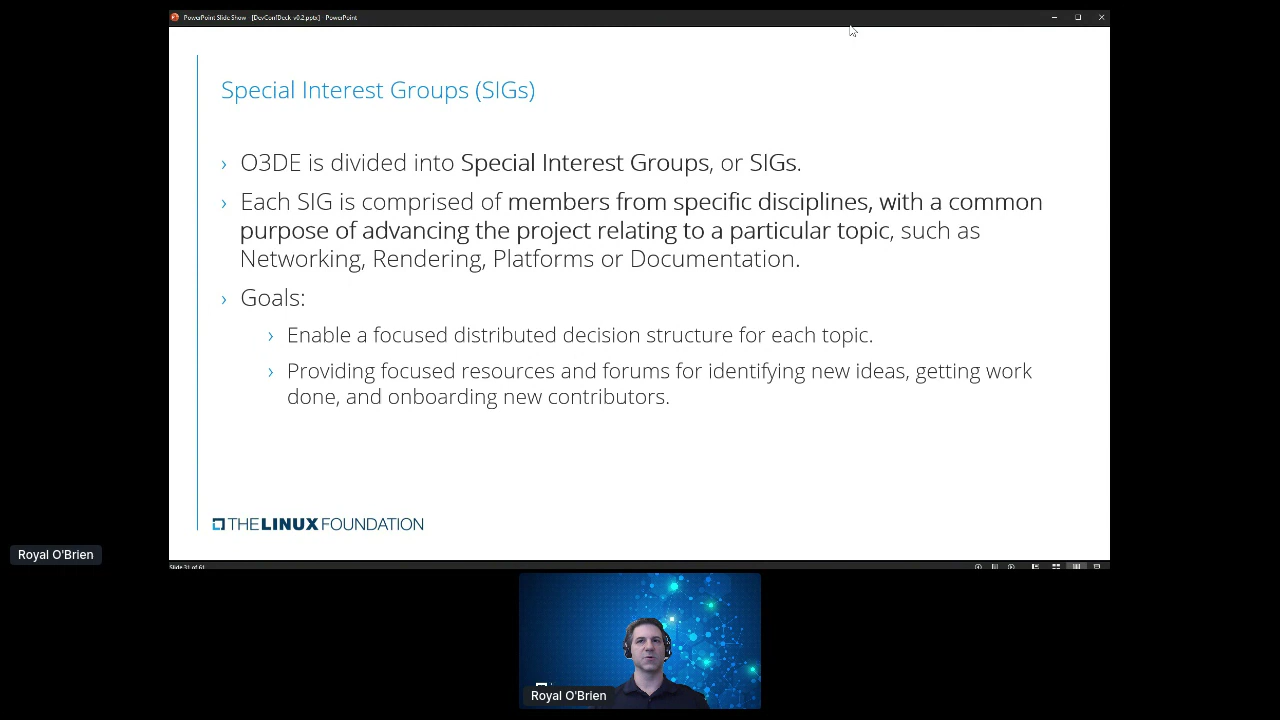 PowerPoint Slide Show - [DevConfDeck v0.2.pptx] - PowerPoint
Special Interest Groups (SIGs)
› O3DE is divided into Special Interest Groups, or SIGs.
› Each SIG is comprised of members from specific disciplines, with a common
purpose of advancing the project relating to a particular topic, such as
Networking, Rendering, Platforms or Documentation.
› Goals:
› Enable a focused distributed decision structure for each topic.
› Providing focused resources and forums for identifying new ideas, getting work
done, and onboarding new contributors.
THE LINUX FOUNDATION
Royal O'Brien
Slide 31 of 61
Royal O'Brien